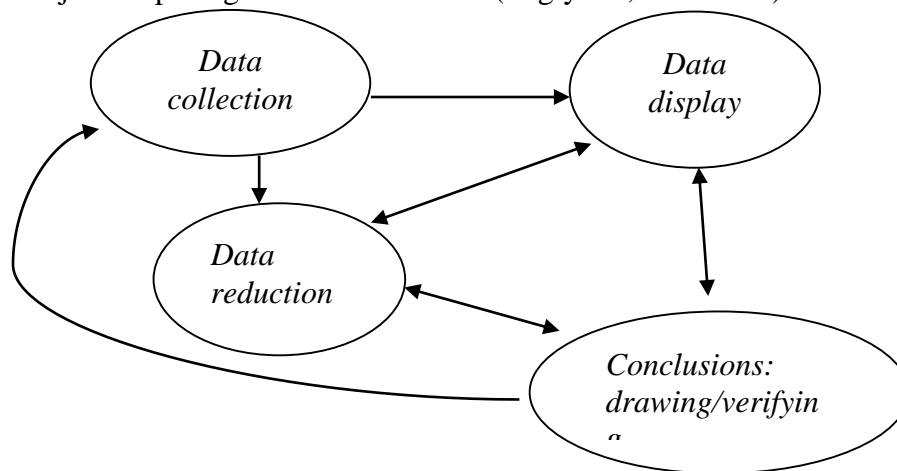 Data
collection
Data
display
Data
reduction
Conclusions:
drawing/verifyin